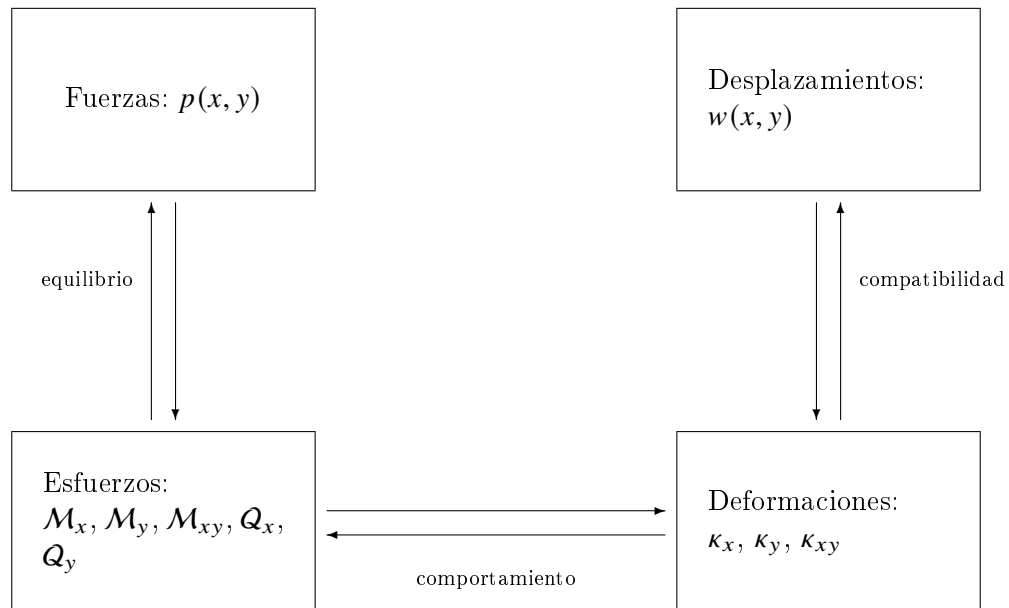 Fuerzas: p(x, y)
Desplazamientos:
w(x, y)
equilibrio
compatibilidad
Esfuerzos:
ℳx, ℳy, ℳxy, 𝒬x,
𝒬y
Deformaciones:
κx, κy, κxy
comportamiento